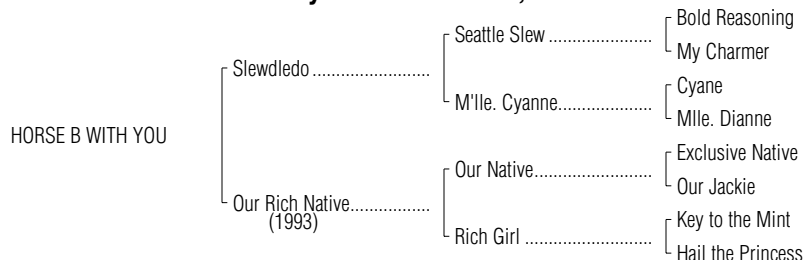 Bold Reasoning
Seattle Slew ......................
My Charmer
Slewdledo .........................
Cyane
M'lle. Cyanne....................
Mlle. Dianne
HORSE B WITH YOU
Exclusive Native
Our Native.........................
Our Jackie
Our Rich Native.................
(1993)
Key to the Mint
Rich Girl ...........................
Hail the Princess